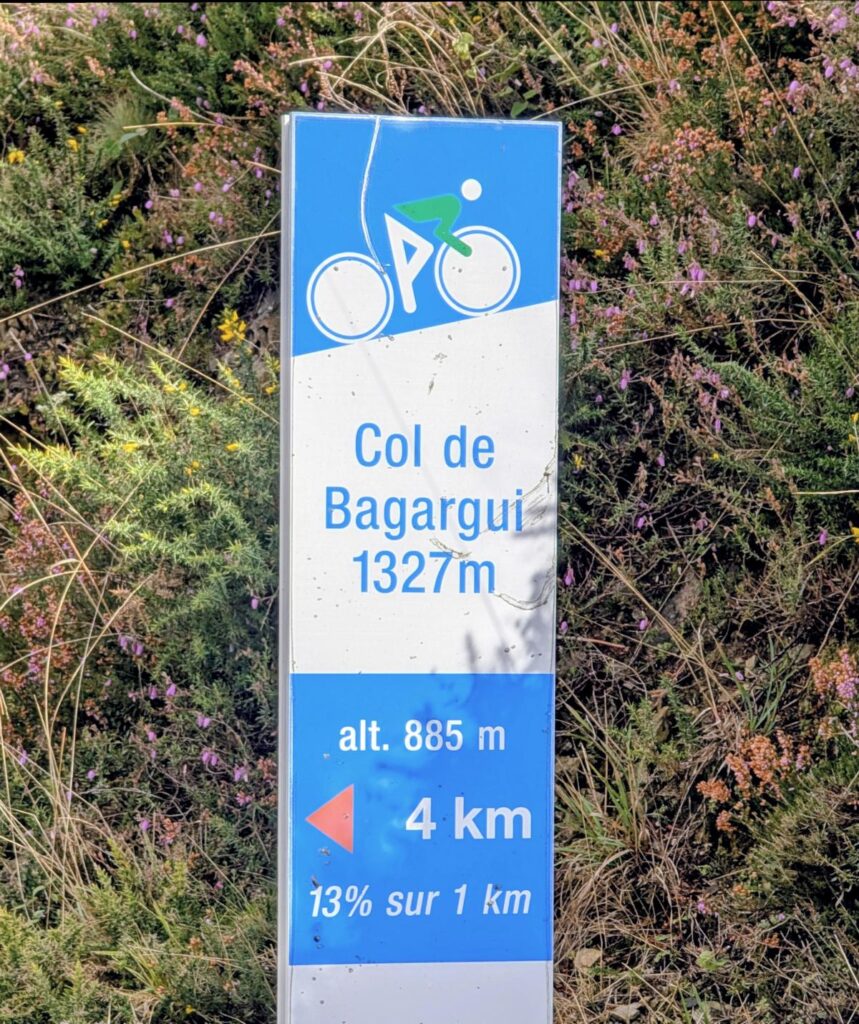 Col de
Bagargui
1327m
alt. 885 m
4 km
13% sur 1 km